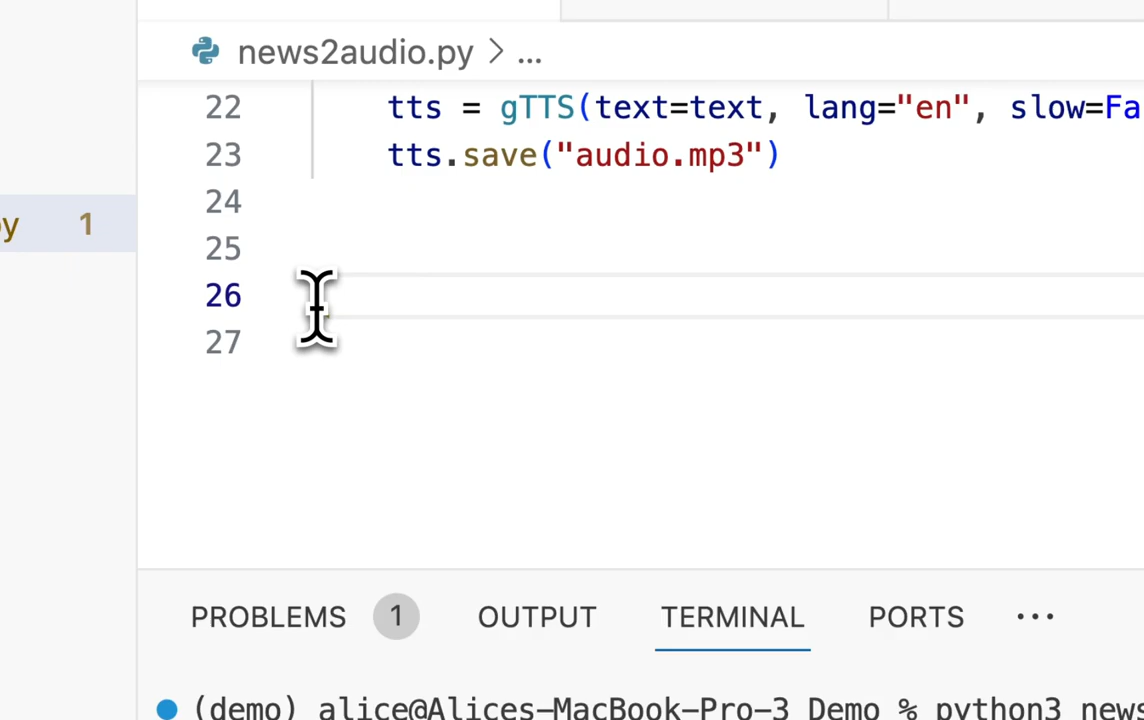 news2audio.py > ...
22 tts = gTTS(text=text, lang="en", slow=Fa
23 tts.save("audio.mp3")
24
y 1
25
26
27
PROBLEMS 1 OUTPUT TERMINAL PORTS ...
(demo) alice@Alices-MacBook-Pro-3 Demo % python3 news